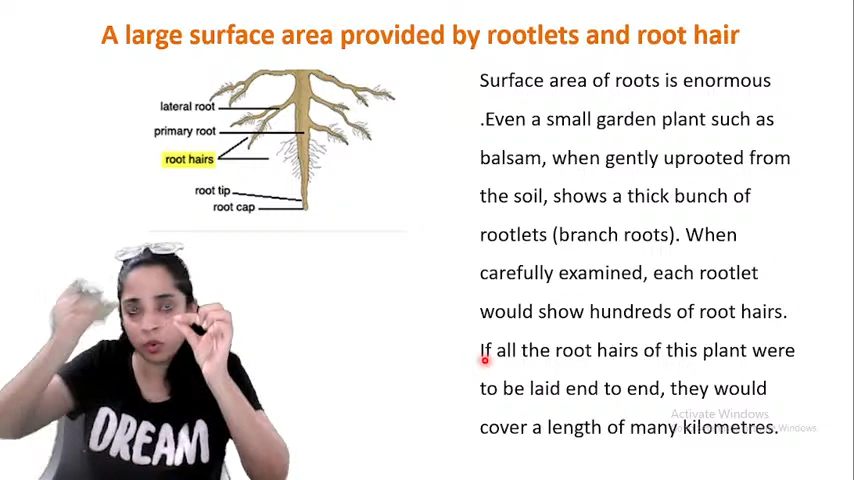 A large surface area provided by rootlets and root hair
lateral root
primary root
root hairs
root tip
root cap
Surface area of roots is enormous
.Even a small garden plant such as
balsam, when gently uprooted from
the soil, shows a thick bunch of
rootlets (branch roots). When
carefully examined, each rootlet
would show hundreds of root hairs.
If all the root hairs of this plant were
to be laid end to end, they would
cover a length of many kilometres.
Activate Windows
DREAM